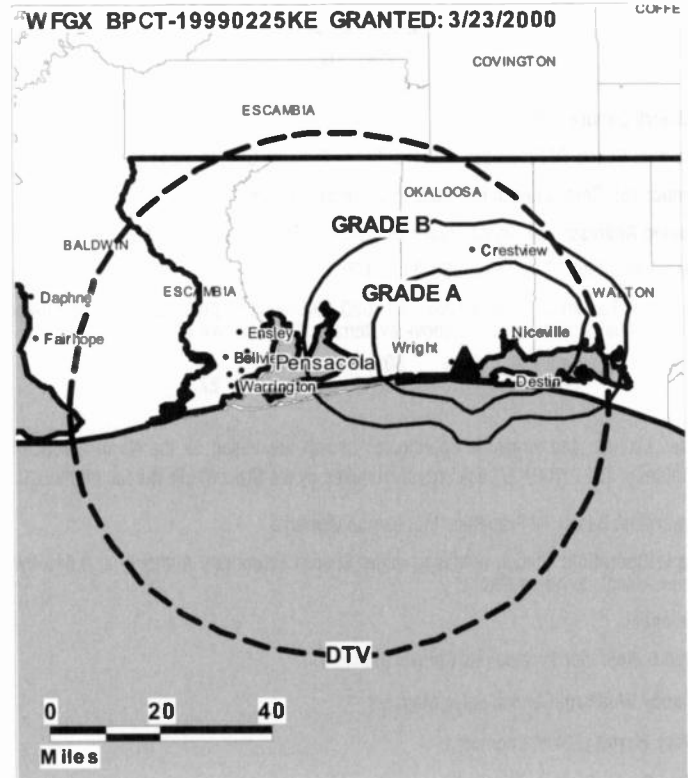 WFGX BPCT-19990225KE GRANTED: 3/23/2000
COFFE
COVINGTON
ESCAMBIA
OKALOOSA
GRADE B
Crestview
BALDWIN
ESCAMBIA
GRADE A
WALTON
Daphne
Fairhope
Ensley
Niceville
Wright
Bellvie
Pensacola
Warrington
Destin
DTV
0 20 40
Miles